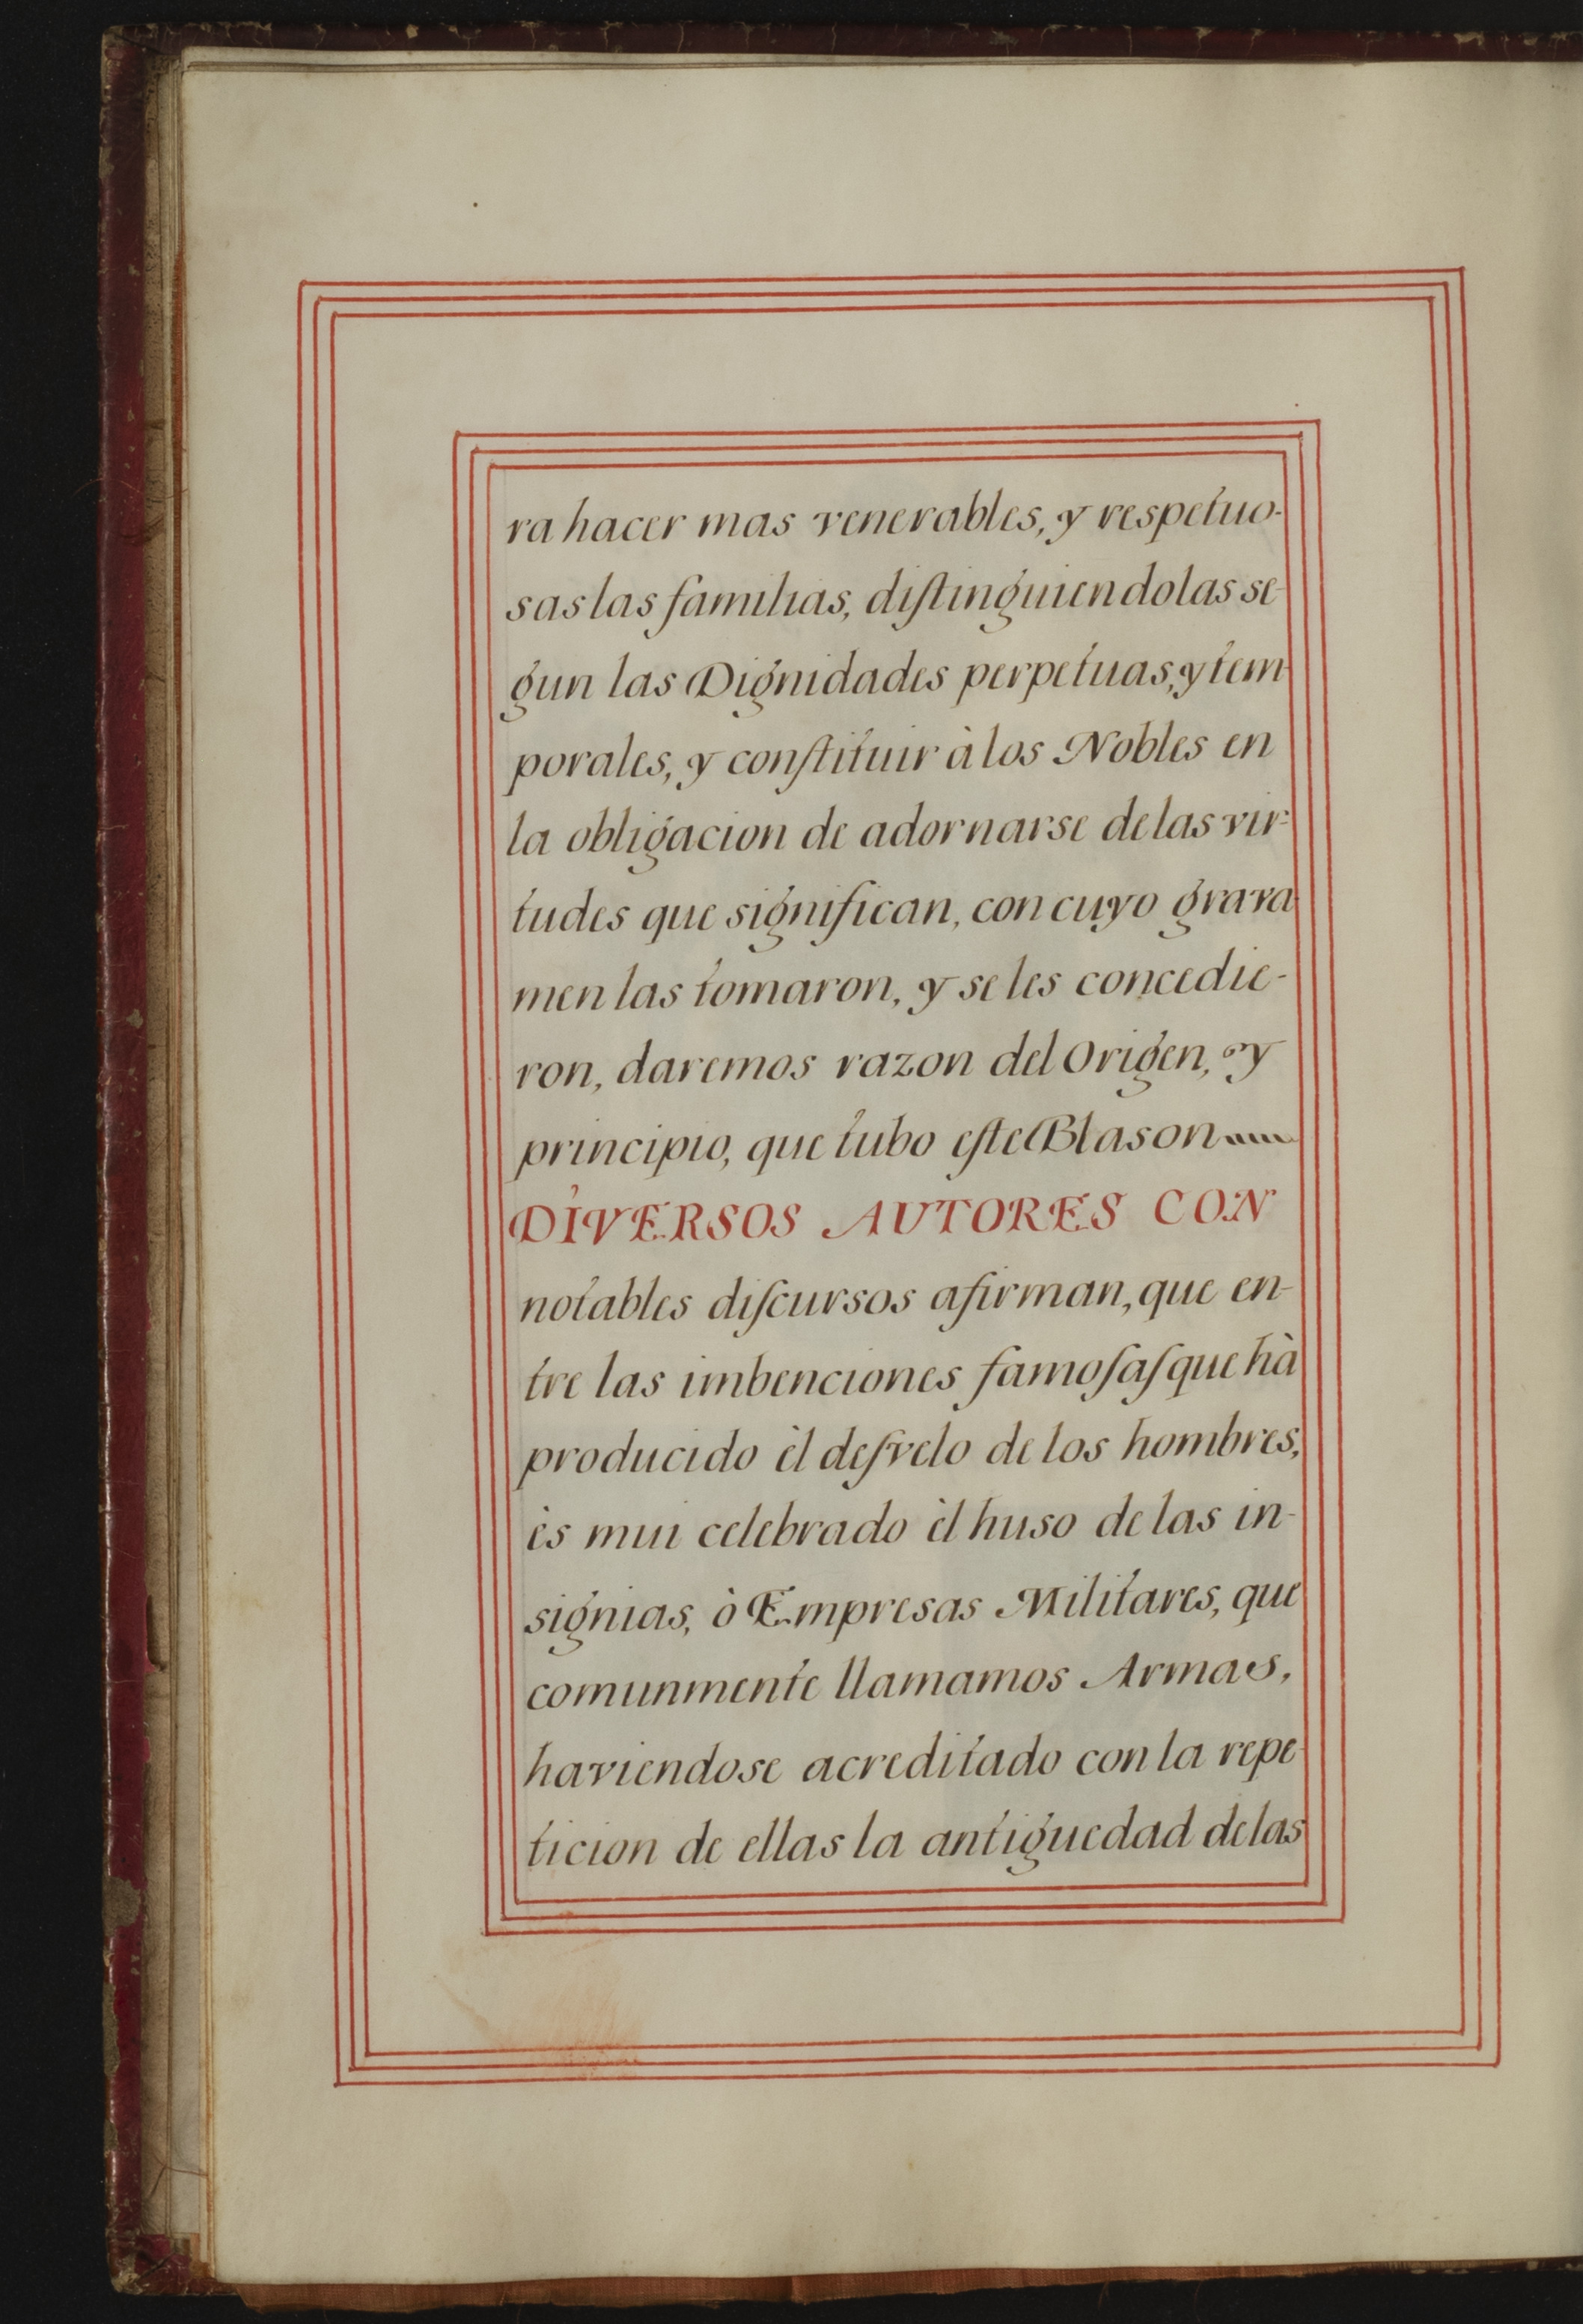 ra hacer mas venerables, y respetuo-
sas las familias, diſtinguiendolas se-
gun las Dignidades perpetuas, y tem-
porales, y conſtituir à los Nobles en
la obligacion de adornarse de las vir-
tudes que significan, con cuyo grava
men las tomaron, y se les concedie-
ron, daremos razon del Origen, y
principio, que tubo eſte Blason
DIVERSOS AUTORES CON
notables diſcursos afirman, que en-
tre las imbenciones famoſaſ que hà
producido èl deſvelo de los hombres,
ès mui celebrado èl huso de las in-
signias, ò Empresas Militares, que
comunmente llamamos Armas,
haviendose acreditado con la repe-
ticion de ellas la antiguedad de las